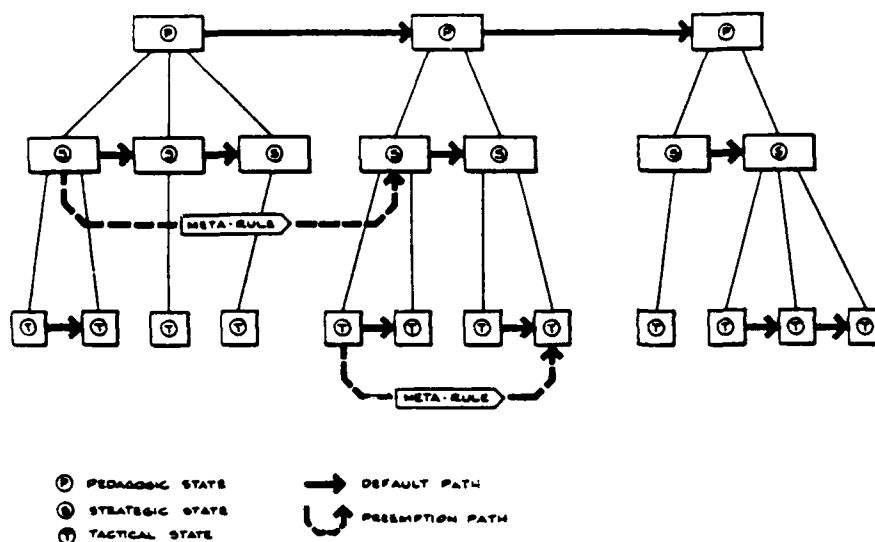 P P P
S S S S S S S
META-RULE
T T T T T T T T T T T T
META-RULE
P PEDAGOGIC STATE
DEFAULT PATH
S STRATEGIC STATE
PREEMPTION PATH
T TACTICAL STATE